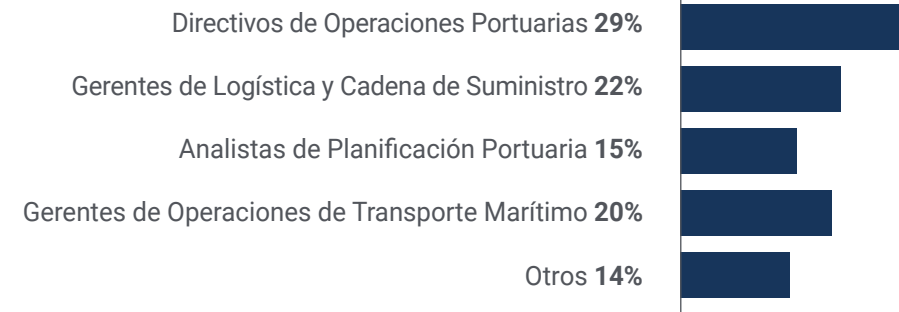 Directivos de Operaciones Portuarias 29%
Gerentes de Logística y Cadena de Suministro 22%
Analistas de Planificación Portuaria 15%
Gerentes de Operaciones de Transporte Marítimo 20%
Otros 14%